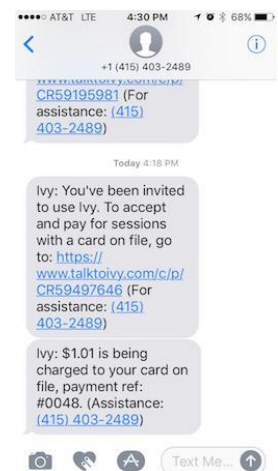 AT&T LTE 4:30 PM 68%
+1 (415) 403-2489
www.talktoivy.com/c/p/
CR59195981 (For
assistance: (415)
403-2489)
Today 4:18 PM
Ivy: You've been invited
to use Ivy. To accept
and pay for sessions
with a card on file, go
to: https://
www.talktoivy.com/c/p/
CR59497646 (For
assistance: (415)
403-2489)
Ivy: $1.01 is being
charged to your card on
file, payment ref:
#0048. (Assistance:
(415) 403-2489)
Text Me...